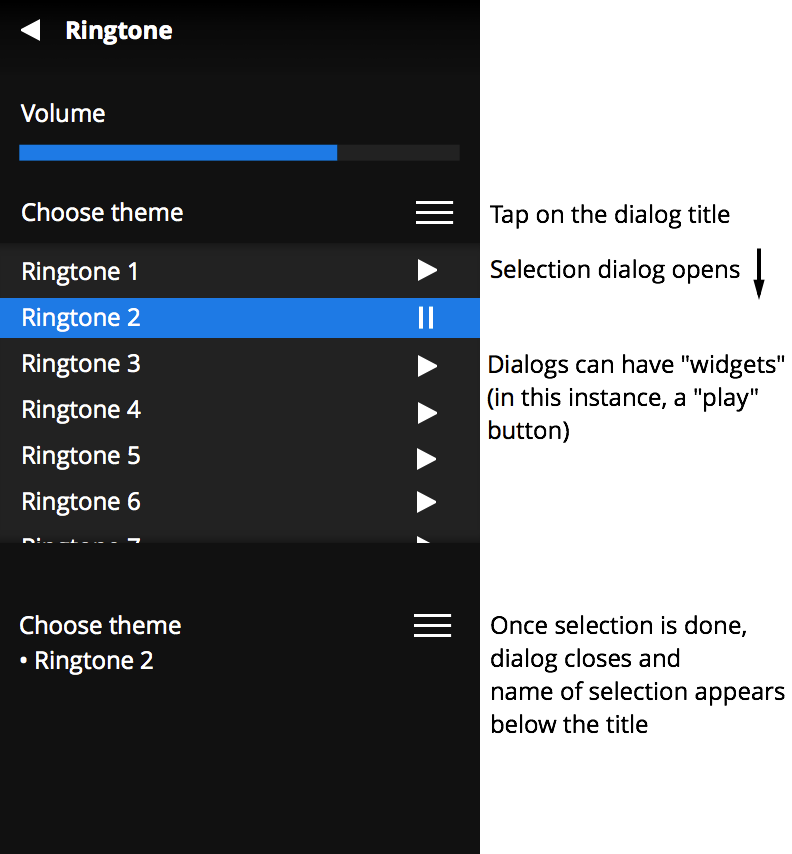 Ringtone
Volume
Choose theme
Tap on the dialog title
Ringtone 1
Selection dialog opens
Ringtone 2
Ringtone 3
Dialogs can have "widgets"
(in this instance, a "play"
button)
Ringtone 4
Ringtone 5
Ringtone 6
Ringtone 7
Choose theme
• Ringtone 2
Once selection is done,
dialog closes and
name of selection appears
below the title